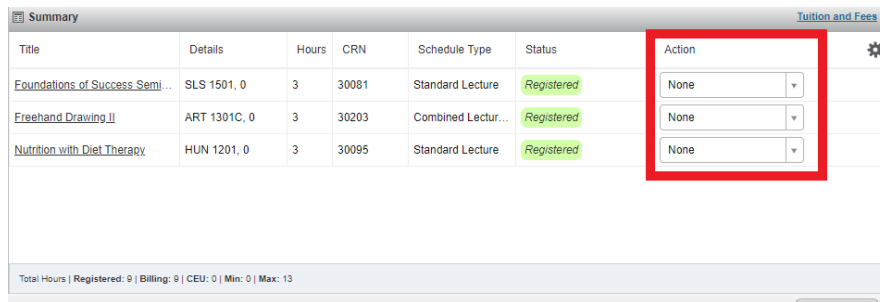 Summary Tuition and Fees
Title Details Hours CRN Schedule Type Status Action
Foundations of Success Semi... SLS 1501, 0 3 30081 Standard Lecture Registered None
Freehand Drawing II ART 1301C, 0 3 30203 Combined Lectur... Registered None
Nutrition with Diet Therapy HUN 1201, 0 3 30095 Standard Lecture Registered None
Total Hours | Registered: 9 | Billing: 9 | CEU: 0 | Min: 0 | Max: 13